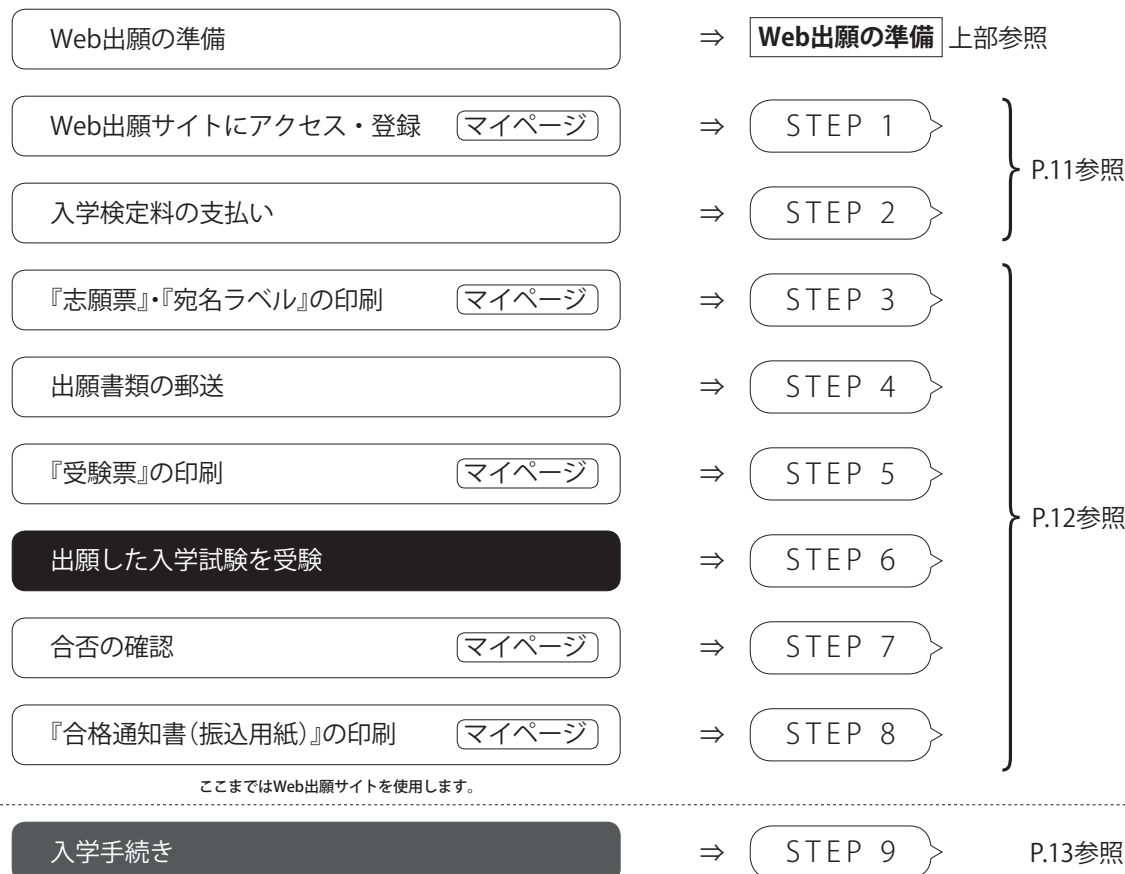 Web出願の準備 ⇒ Web出願の準備 上部参照
Web出願サイトにアクセス・登録 マイページ ⇒ STEP 1
P.11参照
入学検定料の支払い ⇒ STEP 2
『志願票』・『宛名ラベル』の印刷 マイページ ⇒ STEP 3
出願書類の郵送 ⇒ STEP 4
『受験票』の印刷 マイページ ⇒ STEP 5
P.12参照
出願した入学試験を受験 ⇒ STEP 6
合否の確認 マイページ ⇒ STEP 7
『合格通知書（振込用紙）』の印刷 マイページ ⇒ STEP 8
ここまではWeb出願サイトを使用します。
入学手続き ⇒ STEP 9 P.13参照